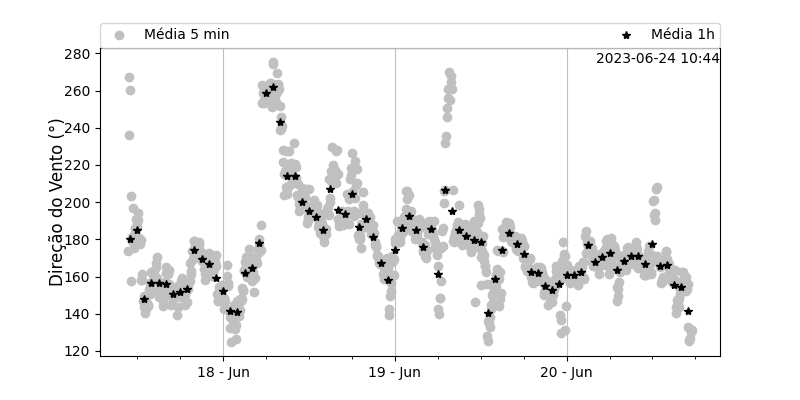 Média 5 min
Média 1h
2023-06-24 10:44
Direção do Vento (°)
280
260
240
220
200
180
160
140
120
18 - Jun
19 - Jun
20 - Jun